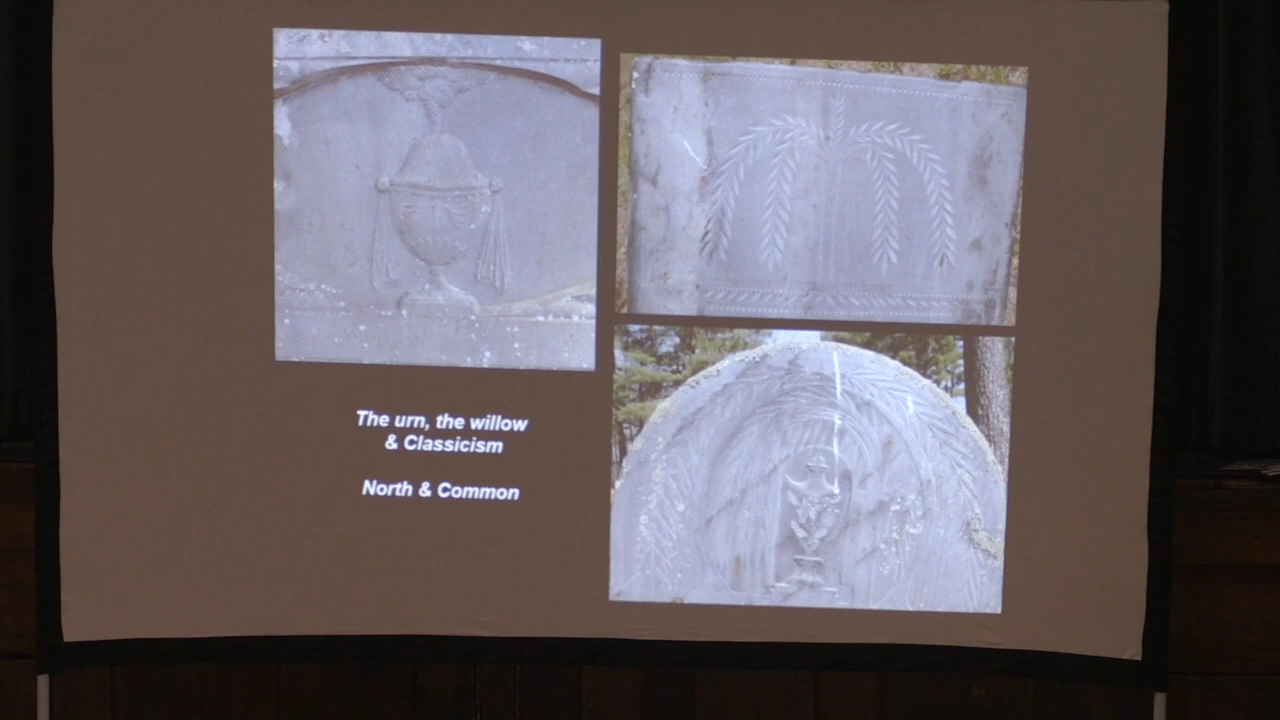 The urn, the willow
& Classicism
North & Common